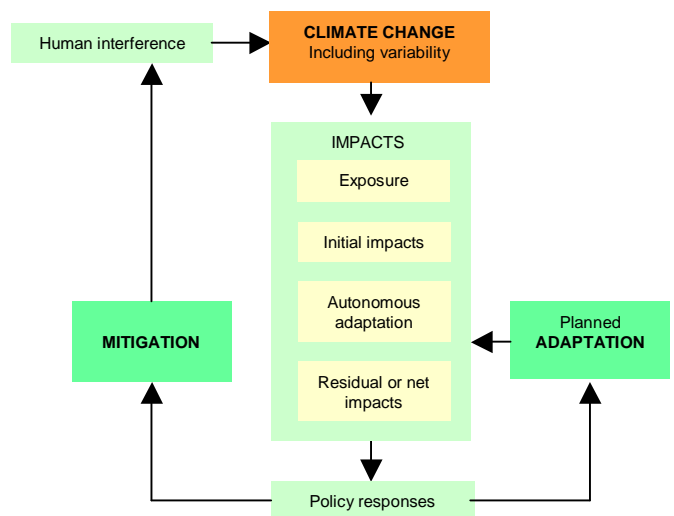 Human interference
CLIMATE CHANGE
Including variability
IMPACTS
Exposure
Initial impacts
Autonomous
adaptation
Residual or net
impacts
MITIGATION
Planned
ADAPTATION
Policy responses